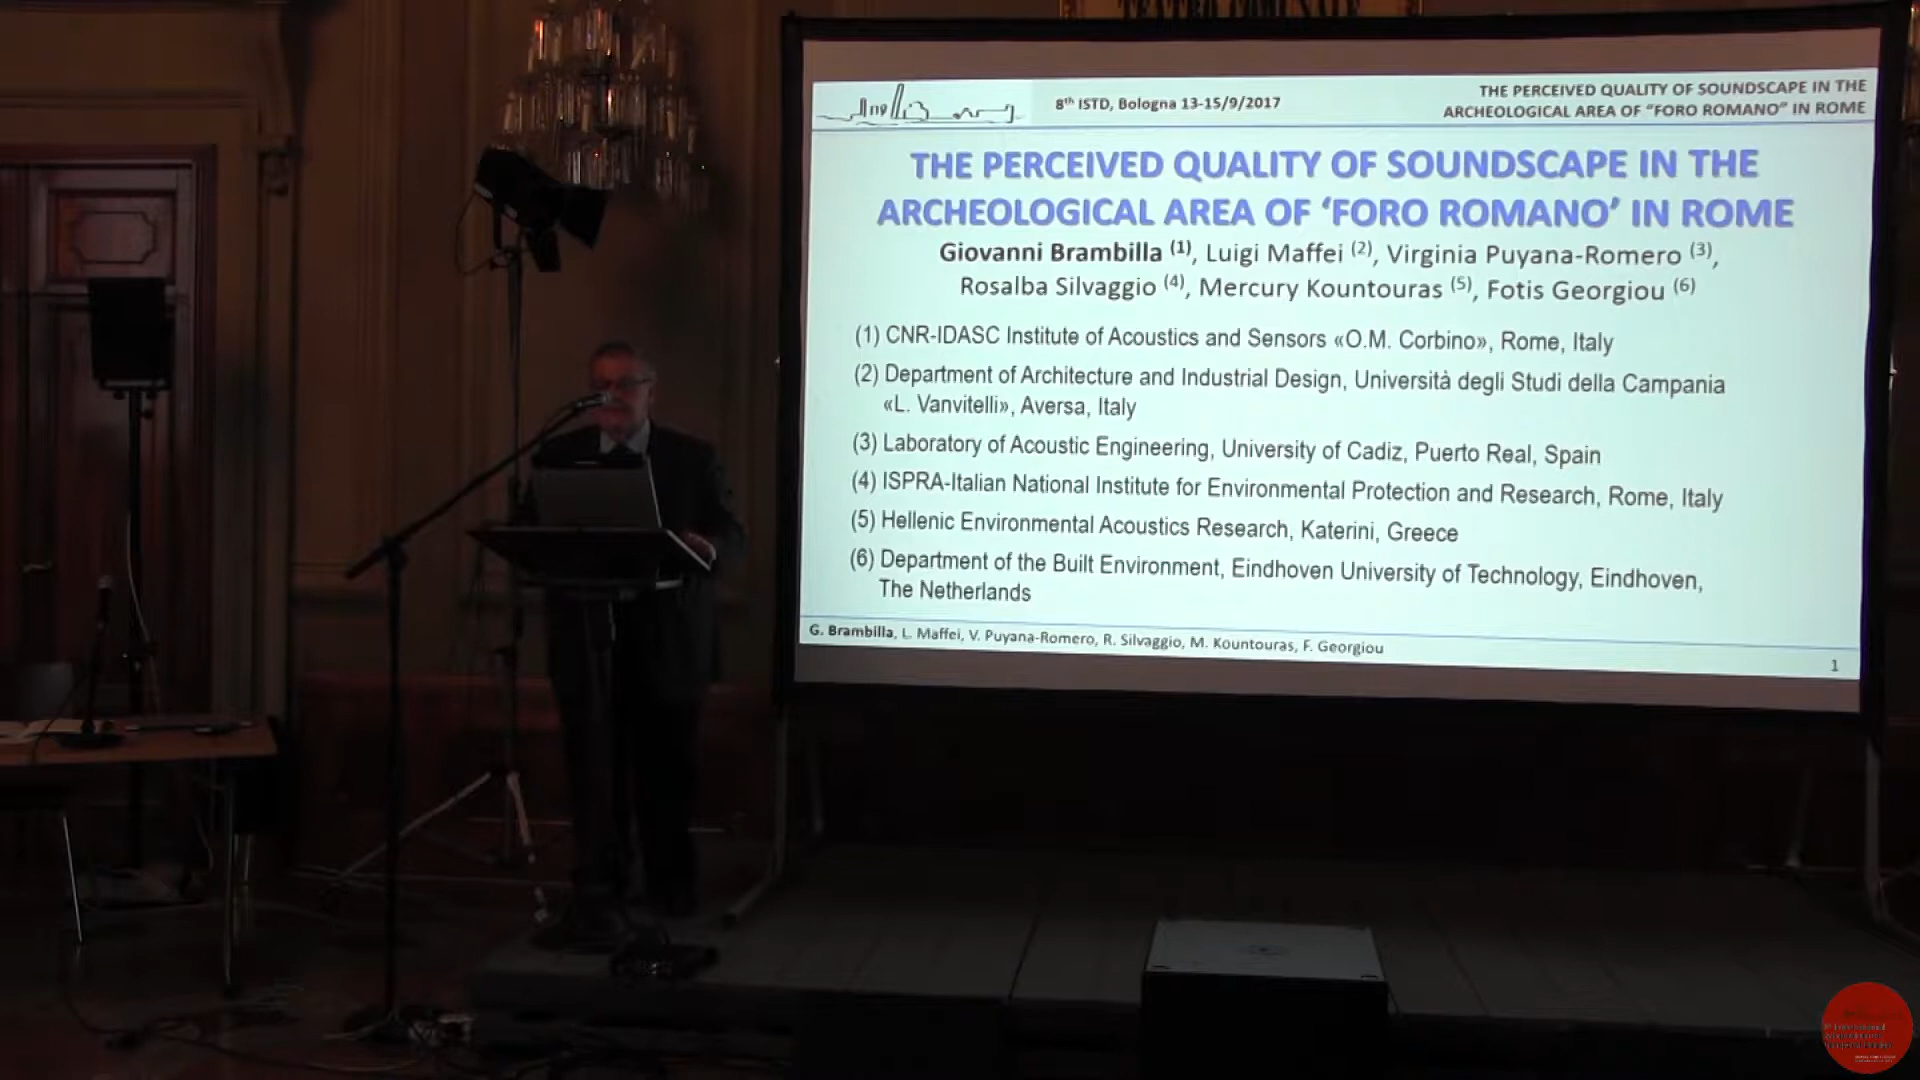 TEATRO COMUNALE
8th ISTD, Bologna 13-15/9/2017
THE PERCEIVED QUALITY OF SOUNDSCAPE IN THE
ARCHEOLOGICAL AREA OF “FORO ROMANO” IN ROME
THE PERCEIVED QUALITY OF SOUNDSCAPE IN THE
ARCHEOLOGICAL AREA OF ‘FORO ROMANO’ IN ROME
Giovanni Brambilla (1), Luigi Maffei (2), Virginia Puyana-Romero (3),
Rosalba Silvaggio (4), Mercury Kountouras (5), Fotis Georgiou (6)
(1) CNR-IDASC Institute of Acoustics and Sensors «O.M. Corbino», Rome, Italy
(2) Department of Architecture and Industrial Design, Università degli Studi della Campania
«L. Vanvitelli», Aversa, Italy
(3) Laboratory of Acoustic Engineering, University of Cadiz, Puerto Real, Spain
(4) ISPRA-Italian National Institute for Environmental Protection and Research, Rome, Italy
(5) Hellenic Environmental Acoustics Research, Katerini, Greece
(6) Department of the Built Environment, Eindhoven University of Technology, Eindhoven,
The Netherlands
G. Brambilla, L. Maffei, V. Puyana-Romero, R. Silvaggio, M. Kountouras, F. Georgiou
1